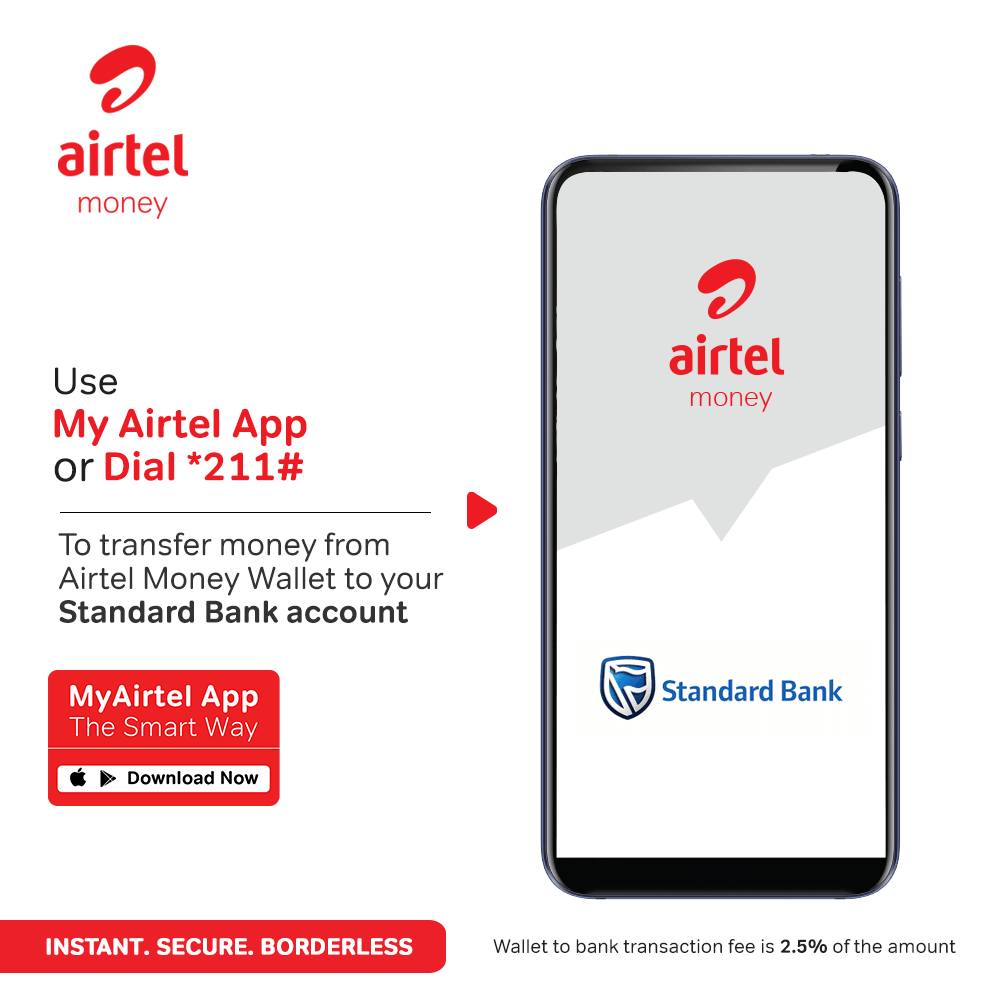 airtel
money
Use
My Airtel App
or Dial *211#
To transfer money from
Airtel Money Wallet to your
Standard Bank account
MyAirtel App
The Smart Way
Download Now
airtel
money
Standard Bank
INSTANT. SECURE. BORDERLESS
Wallet to bank transaction fee is 2.5% of the amount